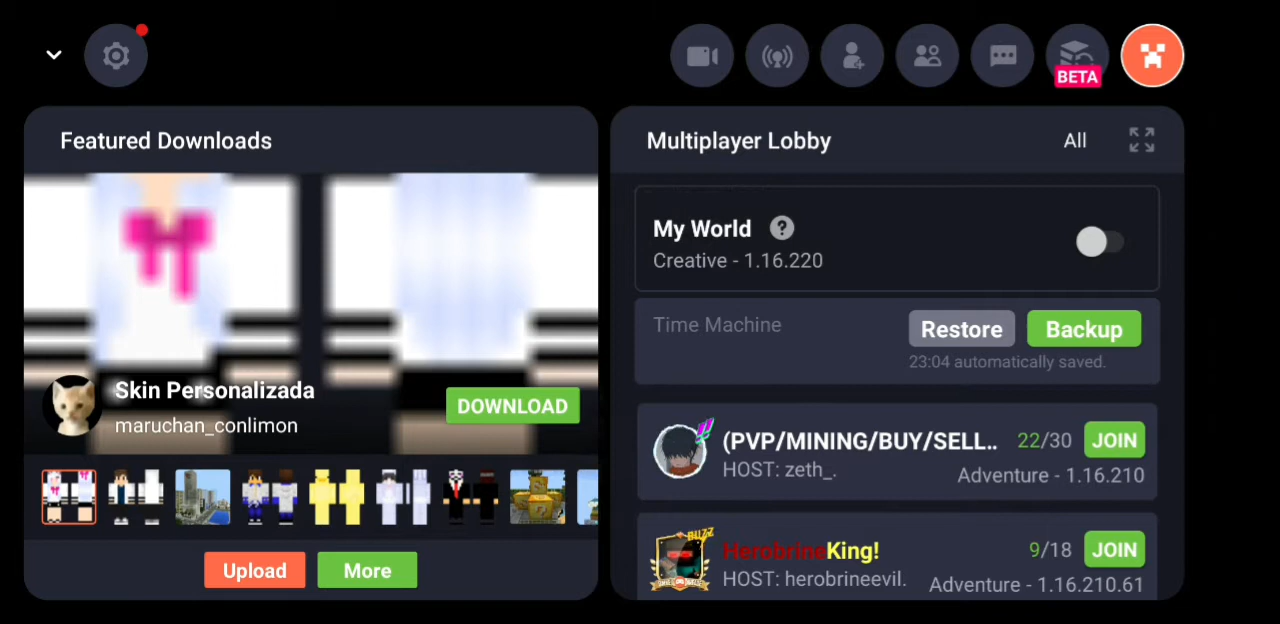 BETA
Featured Downloads
Skin Personalizada
maruchan_conlimon
DOWNLOAD
Upload
More
Multiplayer Lobby
All
My World ?
Creative - 1.16.220
Time Machine
Restore
Backup
23:04 automatically saved.
(PVP/MINING/BUY/SELL..
22/30
JOIN
HOST: zeth_.
Adventure - 1.16.210
BUZZ
HerobrineKing!
9/18
JOIN
HOST: herobrineevil.
Adventure - 1.16.210.61